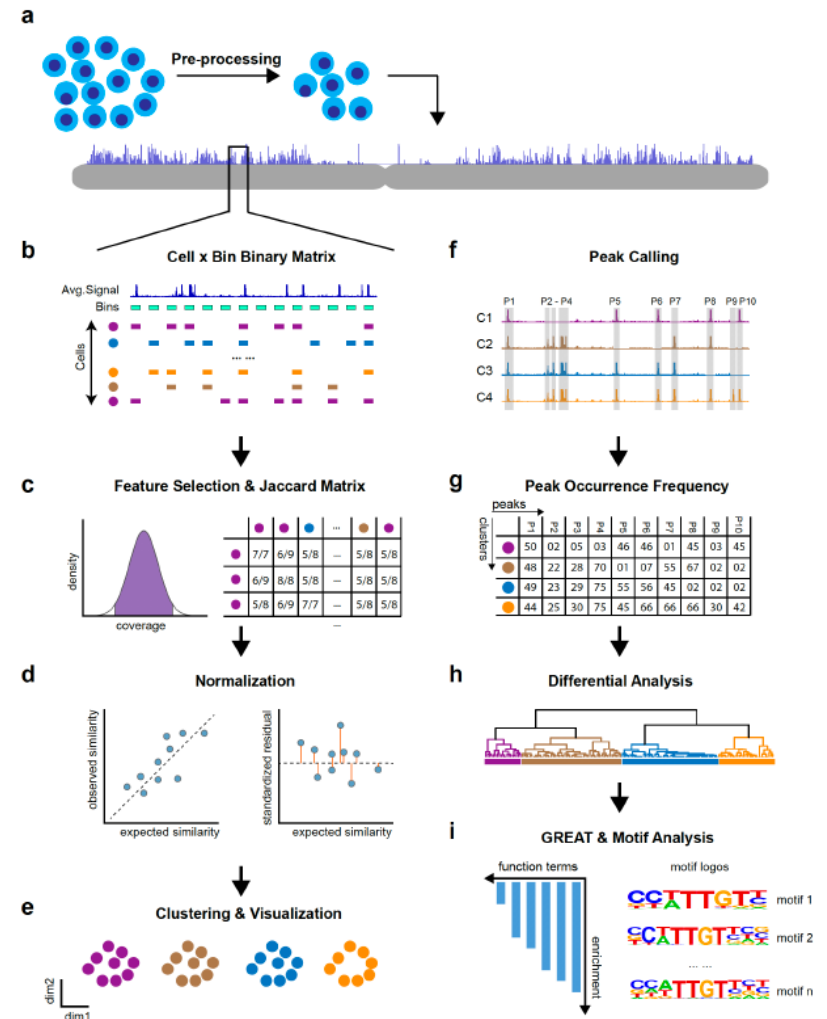 a
Pre-processing
b
Cell x Bin Binary Matrix
Avg.Signal
Bins
Cells
... ...
c
Feature Selection & Jaccard Matrix
density
coverage
...
7/7 6/9 5/8 ... 5/8 5/8
6/9 8/8 5/8 ... 5/8 5/8
5/8 6/9 7/7 ... 5/8 5/8
...
d
Normalization
observed similarity
expected similarity
standardized residual
expected similarity
e
Clustering & Visualization
dim2
dim1
f
Peak Calling
P1 P2 - P4 P5 P6 P7 P8 P9 P10
C1
C2
C3
C4
g
Peak Occurrence Frequency
peaks
clusters
P1 P2 P3 P4 P5 P6 P7 P8 P9 P10
50 02 05 03 46 46 01 45 03 45
48 22 28 70 01 07 55 67 02 02
49 23 29 75 55 56 45 02 02 02
44 25 30 75 45 66 66 66 30 42
h
Differential Analysis
i
GREAT & Motif Analysis
function terms
enrichment
motif logos
motif 1
motif 2
... ...
motif n